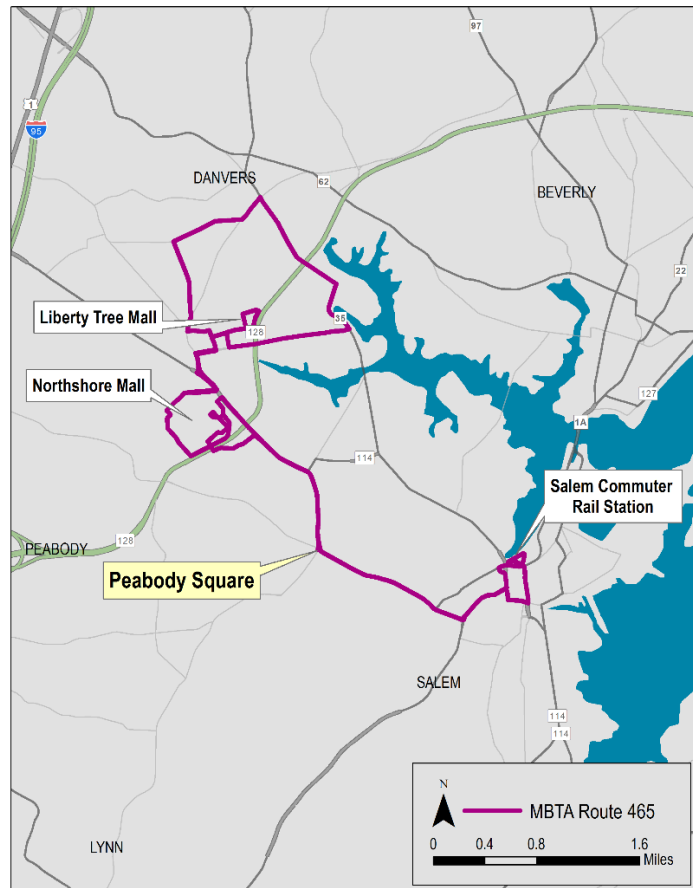 97
1
95
DANVERS
62
BEVERLY
22
Liberty Tree Mall
35
128
Northshore Mall
127
1A
114
Salem Commuter
Rail Station
128
PEABODY
Peabody Square
SALEM
114
114
N
MBTA Route 465
0 0.4 0.8 1.6
Miles
LYNN